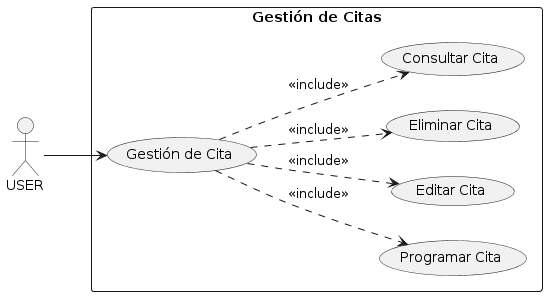 Gestión de Citas
Consultar Cita
«include»
Eliminar Cita
«include»
Gestión de Cita
«include»
USER
Editar Cita
«include»
Programar Cita